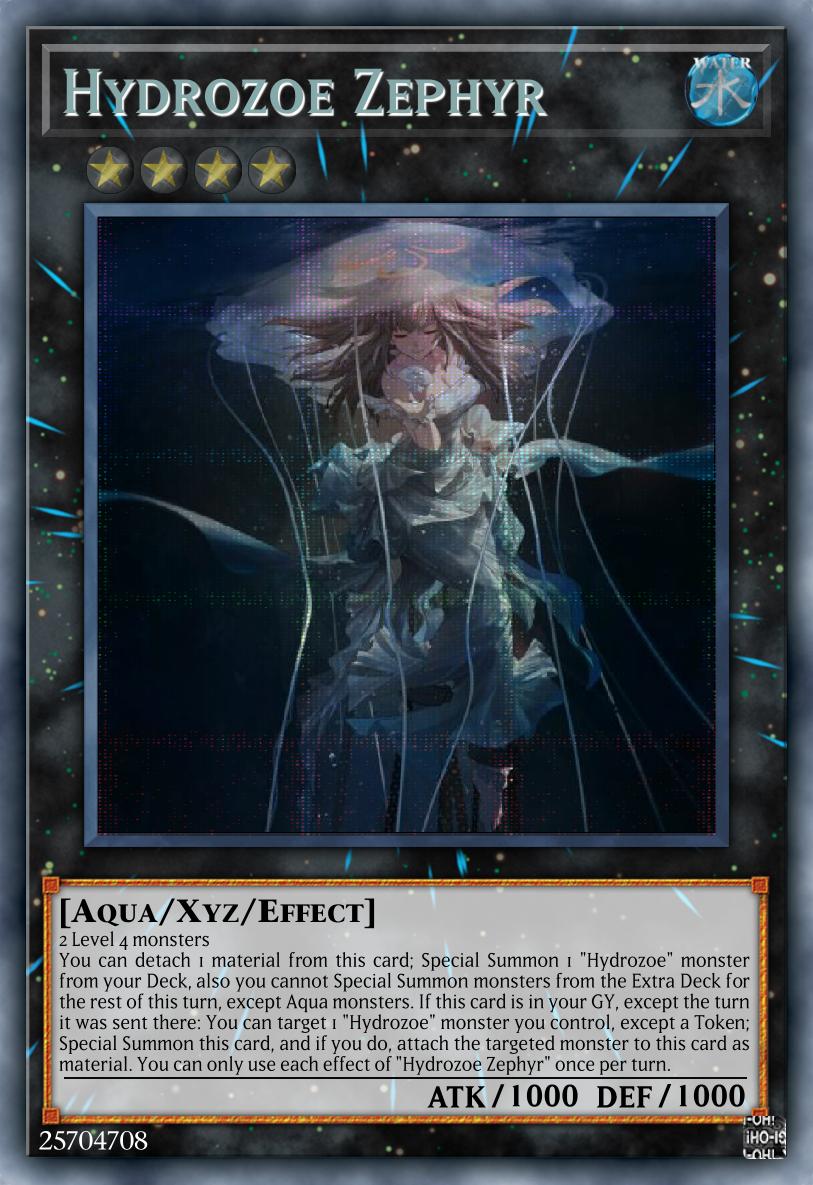 Hydrozoe Zephyr
WATER
水
[Aqua/Xyz/Effect]
2 Level 4 monsters
You can detach 1 material from this card; Special Summon 1 "Hydrozoe" monster
from your Deck, also you cannot Special Summon monsters from the Extra Deck for
the rest of this turn, except Aqua monsters. If this card is in your GY, except the turn
it was sent there: You can target 1 "Hydrozoe" monster you control, except a Token;
Special Summon this card, and if you do, attach the targeted monster to this card as
material. You can only use each effect of "Hydrozoe Zephyr" once per turn.
ATK/1000 DEF/1000
25704708